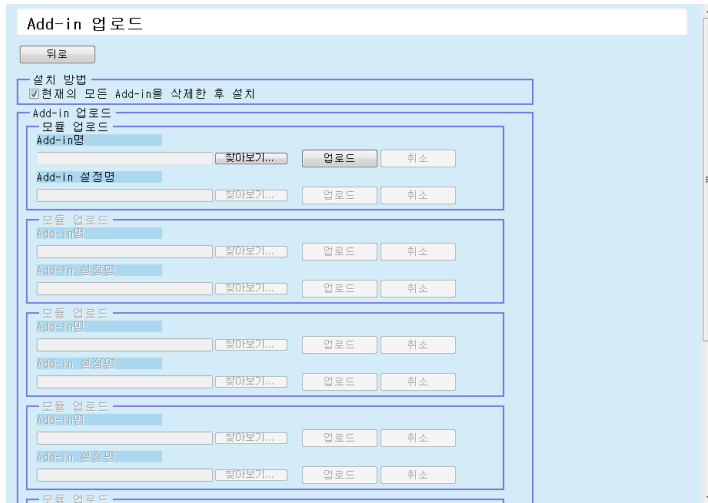 Add-in 업로드
뒤로
설치 방법
현재의 모든 Add-in을 삭제한 후 설치
Add-in 업로드
모듈 업로드
Add-in명
찾아보기... 업로드 취소
Add-in 설정명
찾아보기... 업로드 취소
모듈 업로드
Add-in명
찾아보기... 업로드 취소
Add-in 설정명
찾아보기... 업로드 취소
모듈 업로드
Add-in명
찾아보기... 업로드 취소
Add-in 설정명
찾아보기... 업로드 취소
모듈 업로드
Add-in명
찾아보기... 업로드 취소
Add-in 설정명
찾아보기... 업로드 취소
모듈 업로드